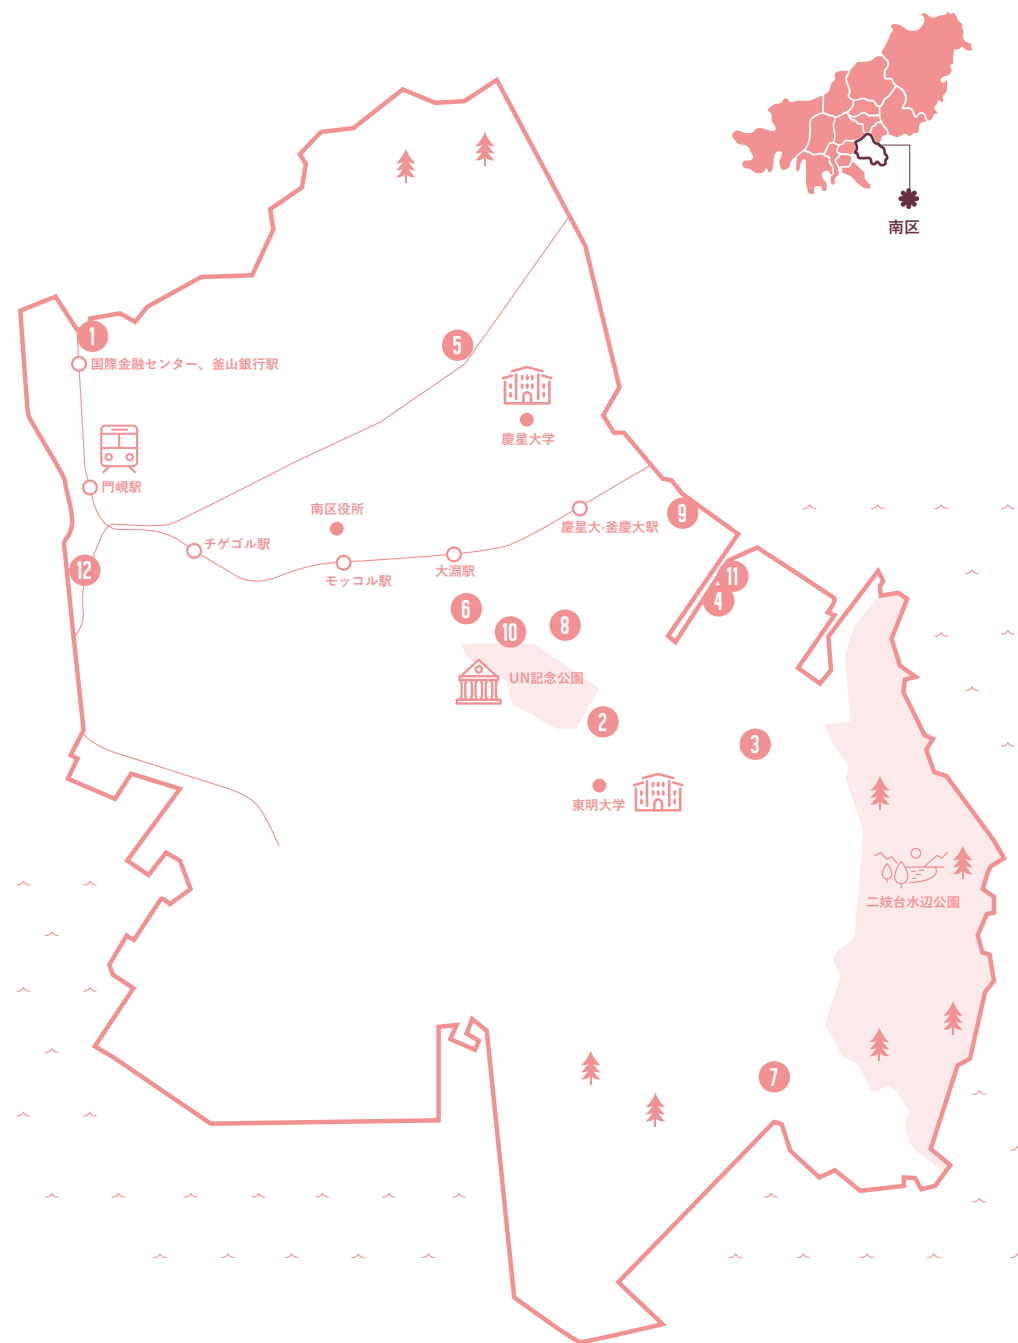 南区
1
国際金融センター、釜山銀行駅
5
慶星大学
門峴駅
南区役所
9
慶星大·釜慶大駅
チゲゴル駅
12
モッコル駅
大淵駅
11
4
6
10
8
UN記念公園
2
3
東明大学
二妓台水辺公園
7